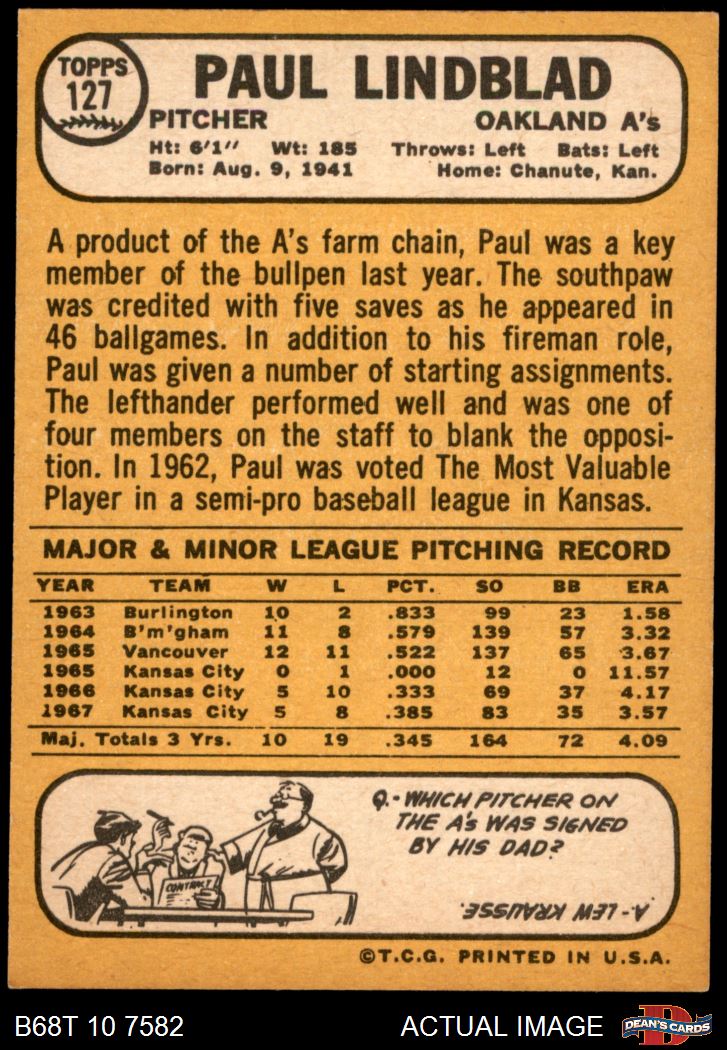 TOPPS
127
PAUL LINDBLAD
PITCHER OAKLAND A's
Ht: 6'1" Wt: 185 Throws: Left Bats: Left
Born: Aug. 9, 1941 Home: Chanute, Kan.
A product of the A's farm chain, Paul was a key
member of the bullpen last year. The southpaw
was credited with five saves as he appeared in
46 ballgames. In addition to his fireman role,
Paul was given a number of starting assignments.
The lefthander performed well and was one of
four members on the staff to blank the opposi-
tion. In 1962, Paul was voted The Most Valuable
Player in a semi-pro baseball league in Kansas.
MAJOR & MINOR LEAGUE PITCHING RECORD
YEAR TEAM W L PCT. SO BB ERA
1963 Burlington 10 2 .833 99 23 1.58
1964 B'm'gham 11 8 .579 139 57 3.32
1965 Vancouver 12 11 .522 137 65 3.67
1965 Kansas City 0 1 .000 12 0 11.57
1966 Kansas City 5 10 .333 69 37 4.17
1967 Kansas City 5 8 .385 83 35 3.57
Maj. Totals 3 Yrs. 10 19 .345 164 72 4.09
CONTRACT
Q.- WHICH PITCHER ON
THE A's WAS SIGNED
BY HIS DAD?
A- LEW KRAUSSE.
©T.C.G. PRINTED IN U.S.A.
B68T 10 7582 ACTUAL IMAGE
D
DEAN'S CARDS